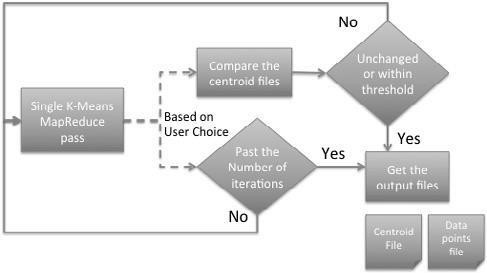 No
Unchanged
or within
threshold
Compare the
centroid files
Single K-Means
MapReduce
pass
Based on
User Choice
Yes
Past the
Number of
iterations
Yes
Get the
output files
No
Centroid
File
Data
points
file